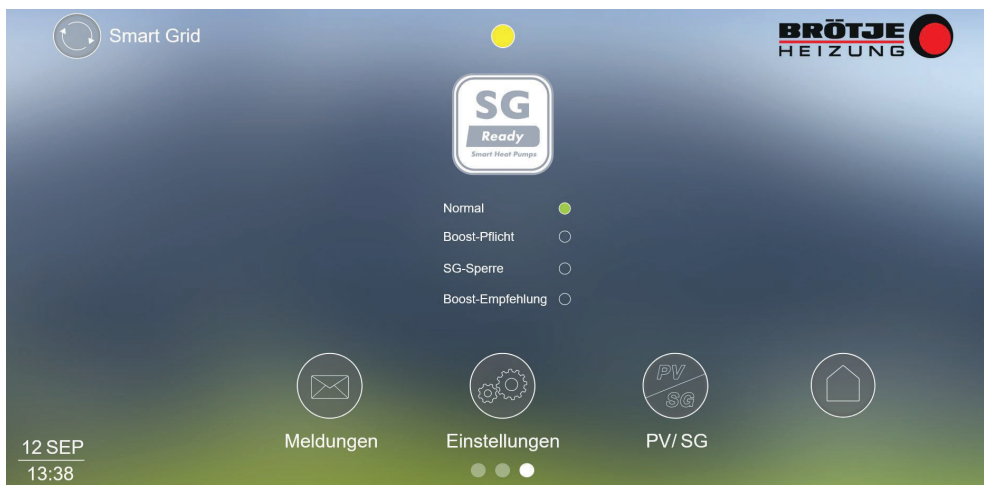 Smart Grid
BRÖTJE
HEIZUNG
SG
Ready
Smart Heat Pumps
Normal
Boost-Pflicht
SG-Sperre
Boost-Empfehlung
PV
SG
Meldungen
Einstellungen
PV/ SG
12 SEP
13:38